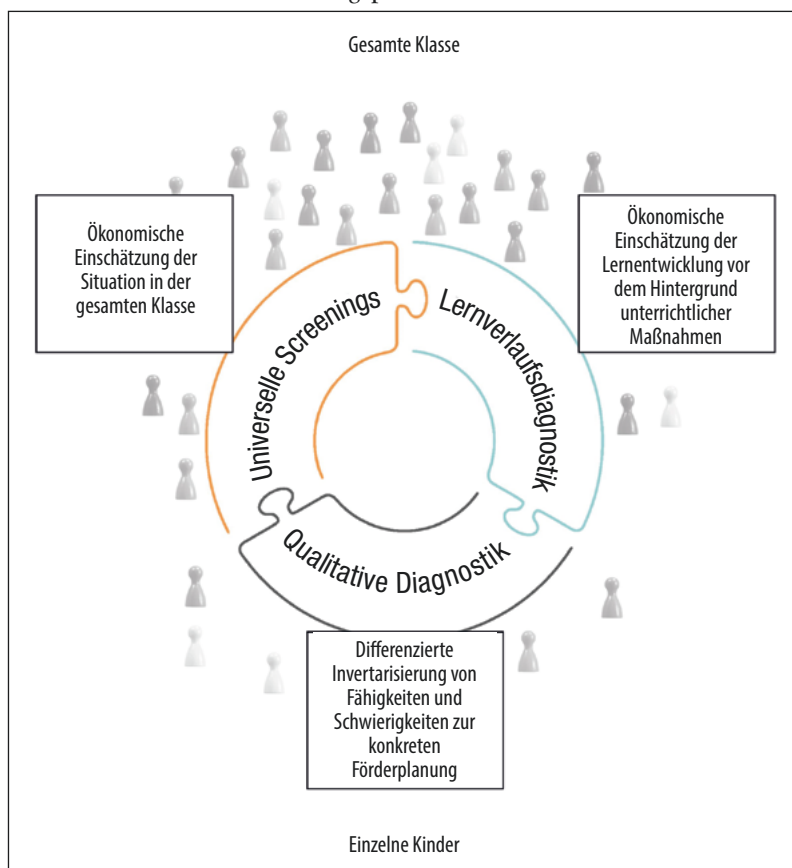 Gesamte Klasse
Ökonomische
Einschätzung der
Situation in der
gesamten Klasse
Ökonomische
Einschätzung der
Lernentwicklung vor
dem Hintergrund
unterrichtlicher
Maßnahmen
Universelle Screenings
Lernverlaufsdiagnostik
Qualitative Diagnostik
Differenzierte
Invertarisierung von
Fähigkeiten und
Schwierigkeiten zur
konkreten
Förderplanung
Einzelne Kinder